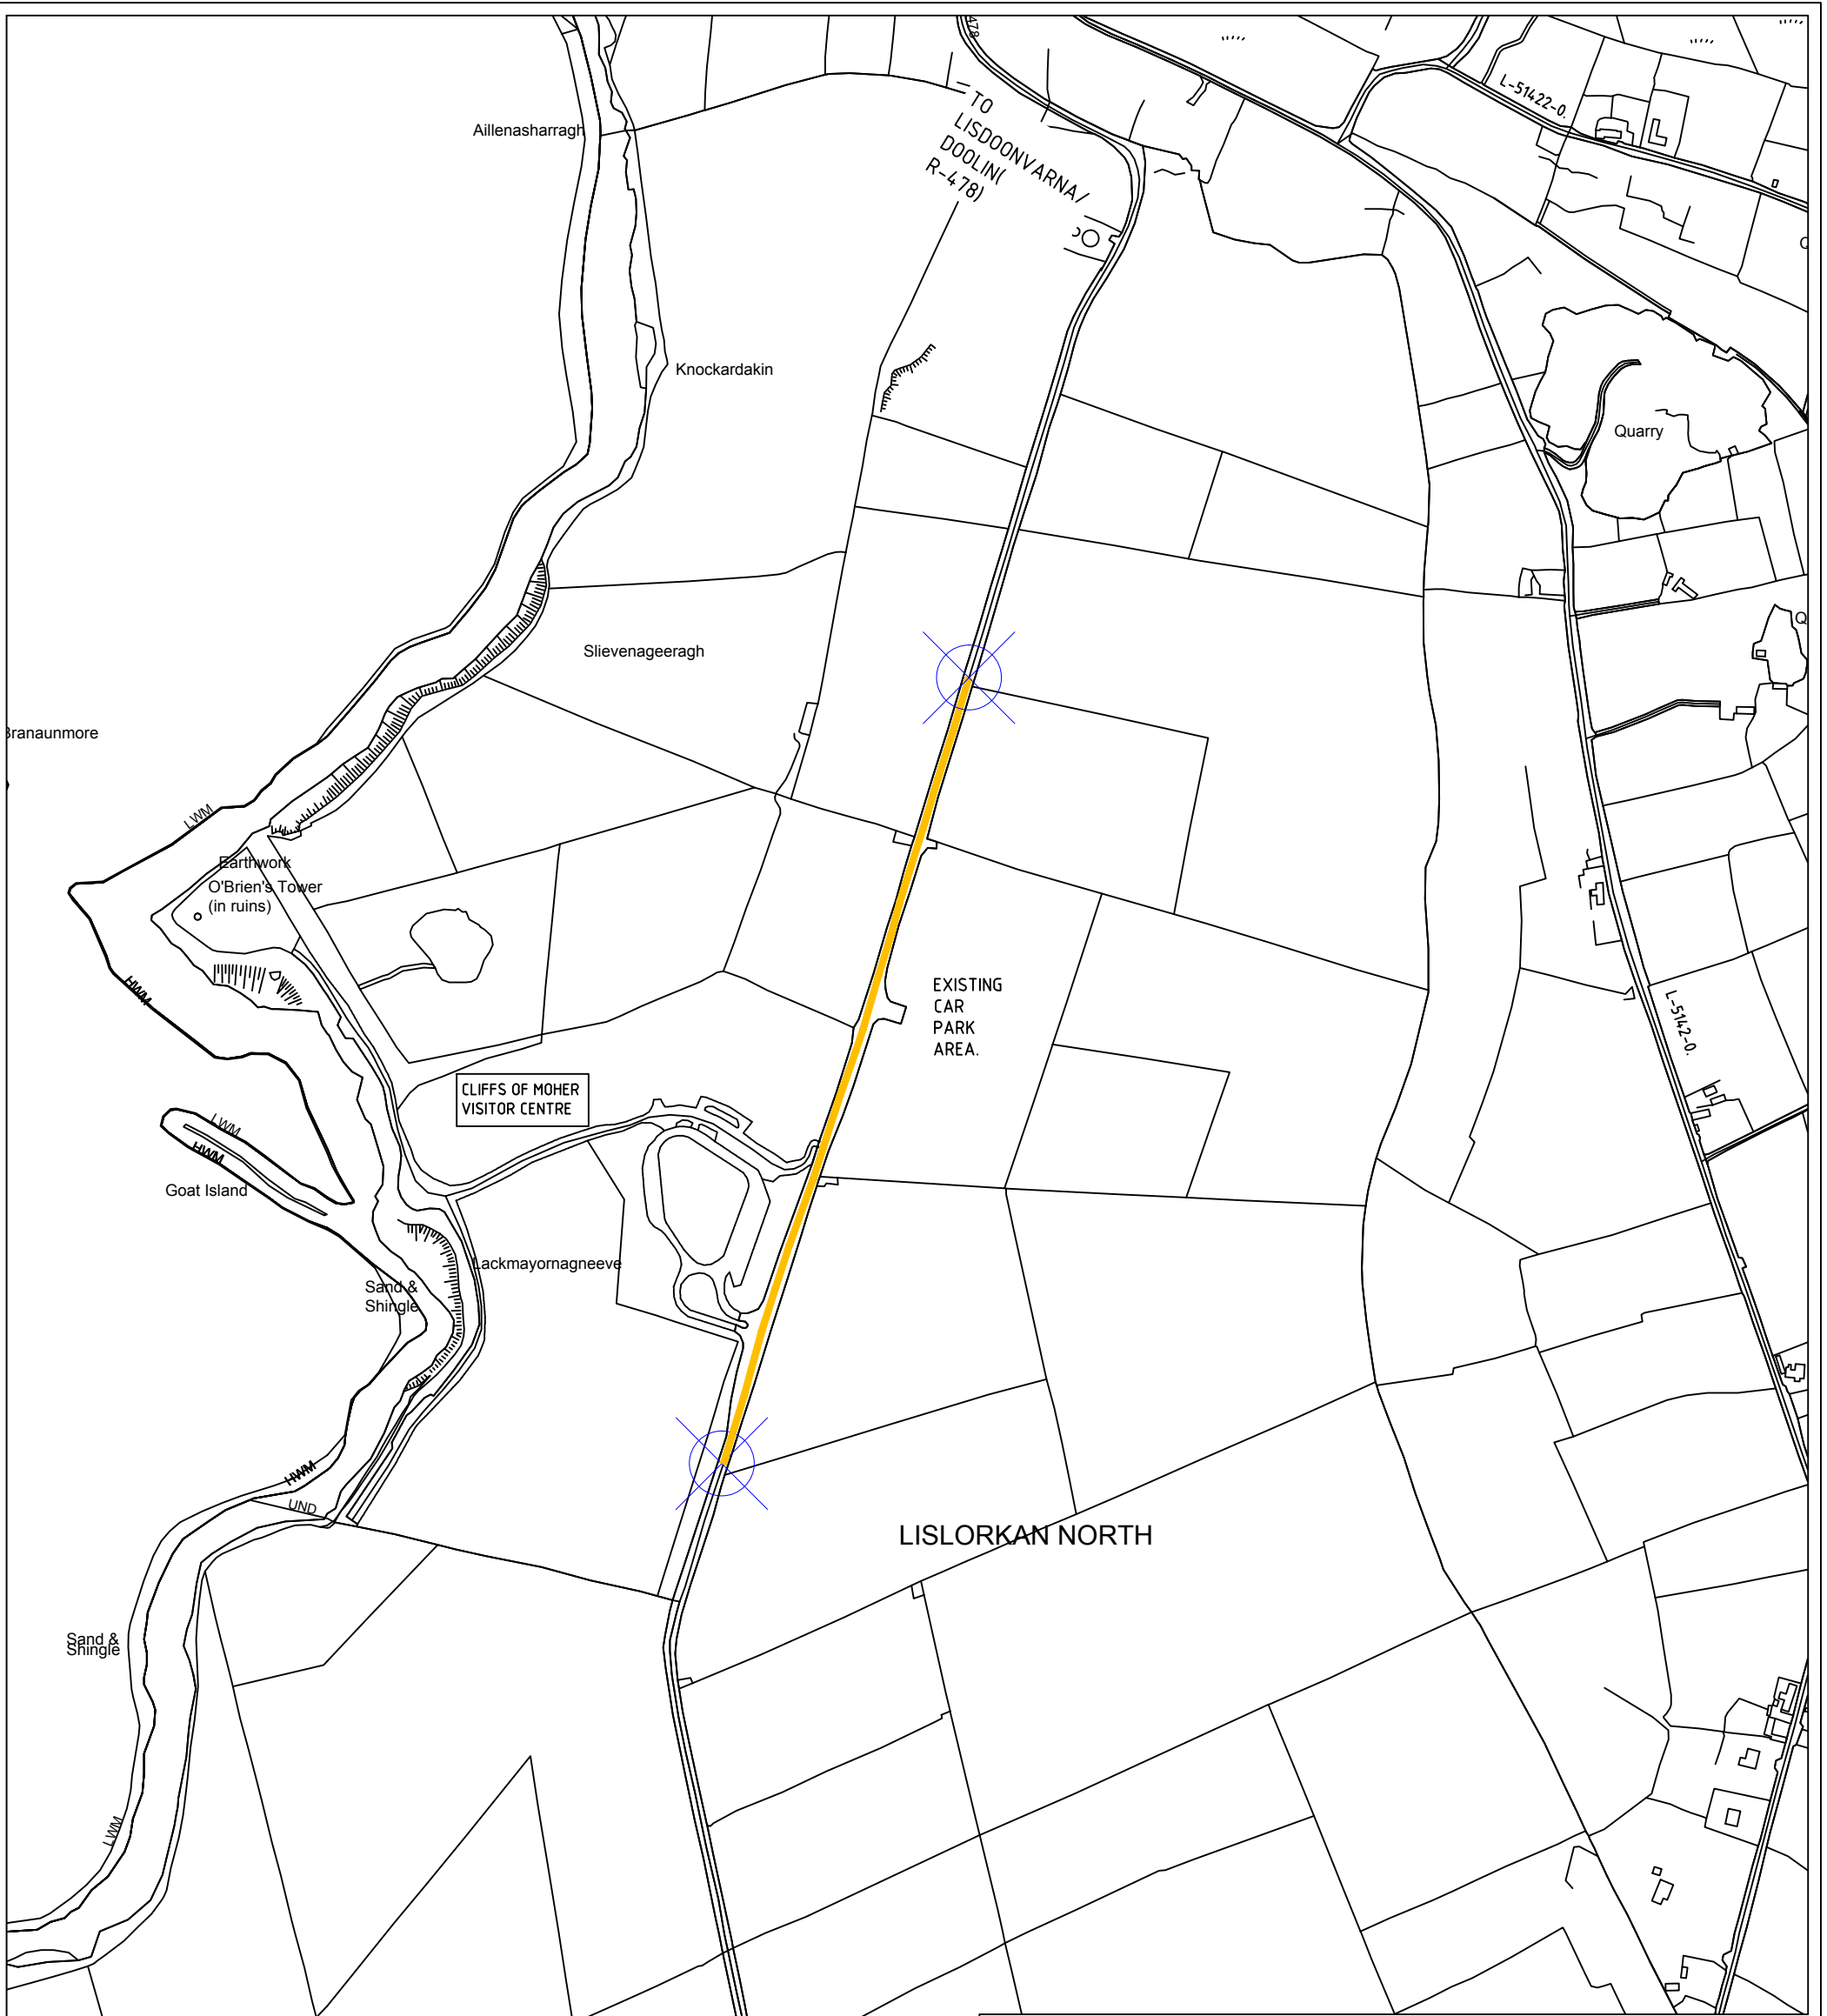 478
L-51422-0.
Aillenasharragh
TO
LISDOONVARNA/
DOOLIN(
R-478)
Knockardakin
Quarry
Slievenageeragh
Branaunmore
LWM
Earthwork
O'Brien's Tower
(in ruins)
HWM
EXISTING
CAR
PARK
AREA.
L-5142-0.
CLIFFS OF MOHER
VISITOR CENTRE
LWM
HWM
Goat Island
Lackmayornagneeve
Sand &
Shingle
HWM
UND
LISLORKAN NORTH
Sand &
Shingle
LWM